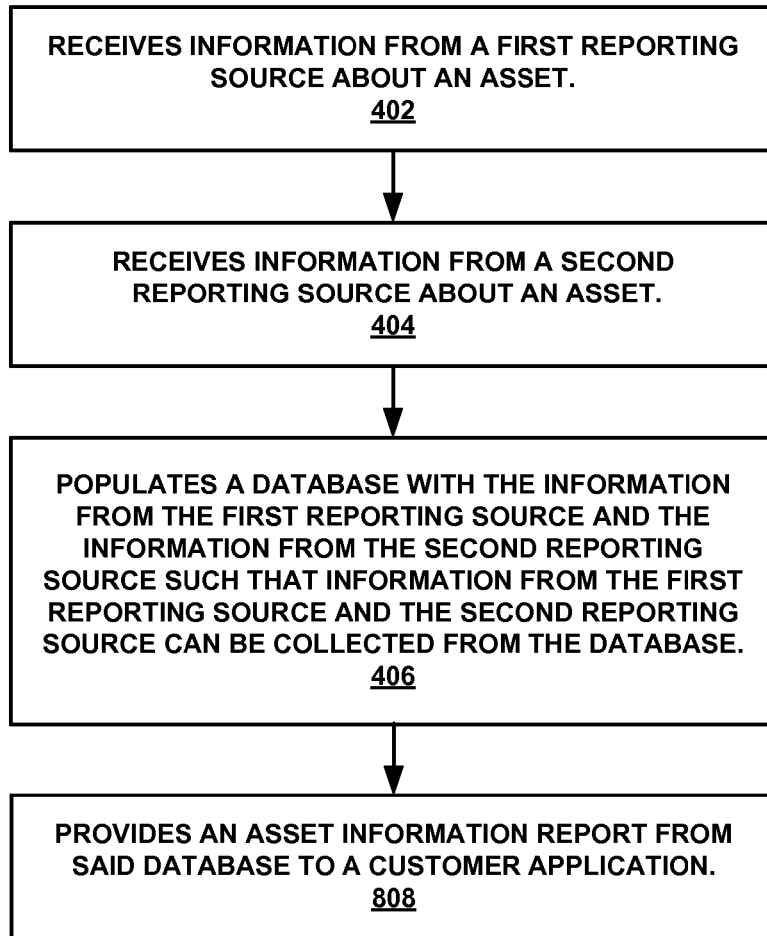 RECEIVES INFORMATION FROM A FIRST REPORTING
SOURCE ABOUT AN ASSET.
402
RECEIVES INFORMATION FROM A SECOND
REPORTING SOURCE ABOUT AN ASSET.
404
POPULATES A DATABASE WITH THE INFORMATION
FROM THE FIRST REPORTING SOURCE AND THE
INFORMATION FROM THE SECOND REPORTING
SOURCE SUCH THAT INFORMATION FROM THE FIRST
REPORTING SOURCE AND THE SECOND REPORTING
SOURCE CAN BE COLLECTED FROM THE DATABASE.
406
PROVIDES AN ASSET INFORMATION REPORT FROM
SAID DATABASE TO A CUSTOMER APPLICATION.
808